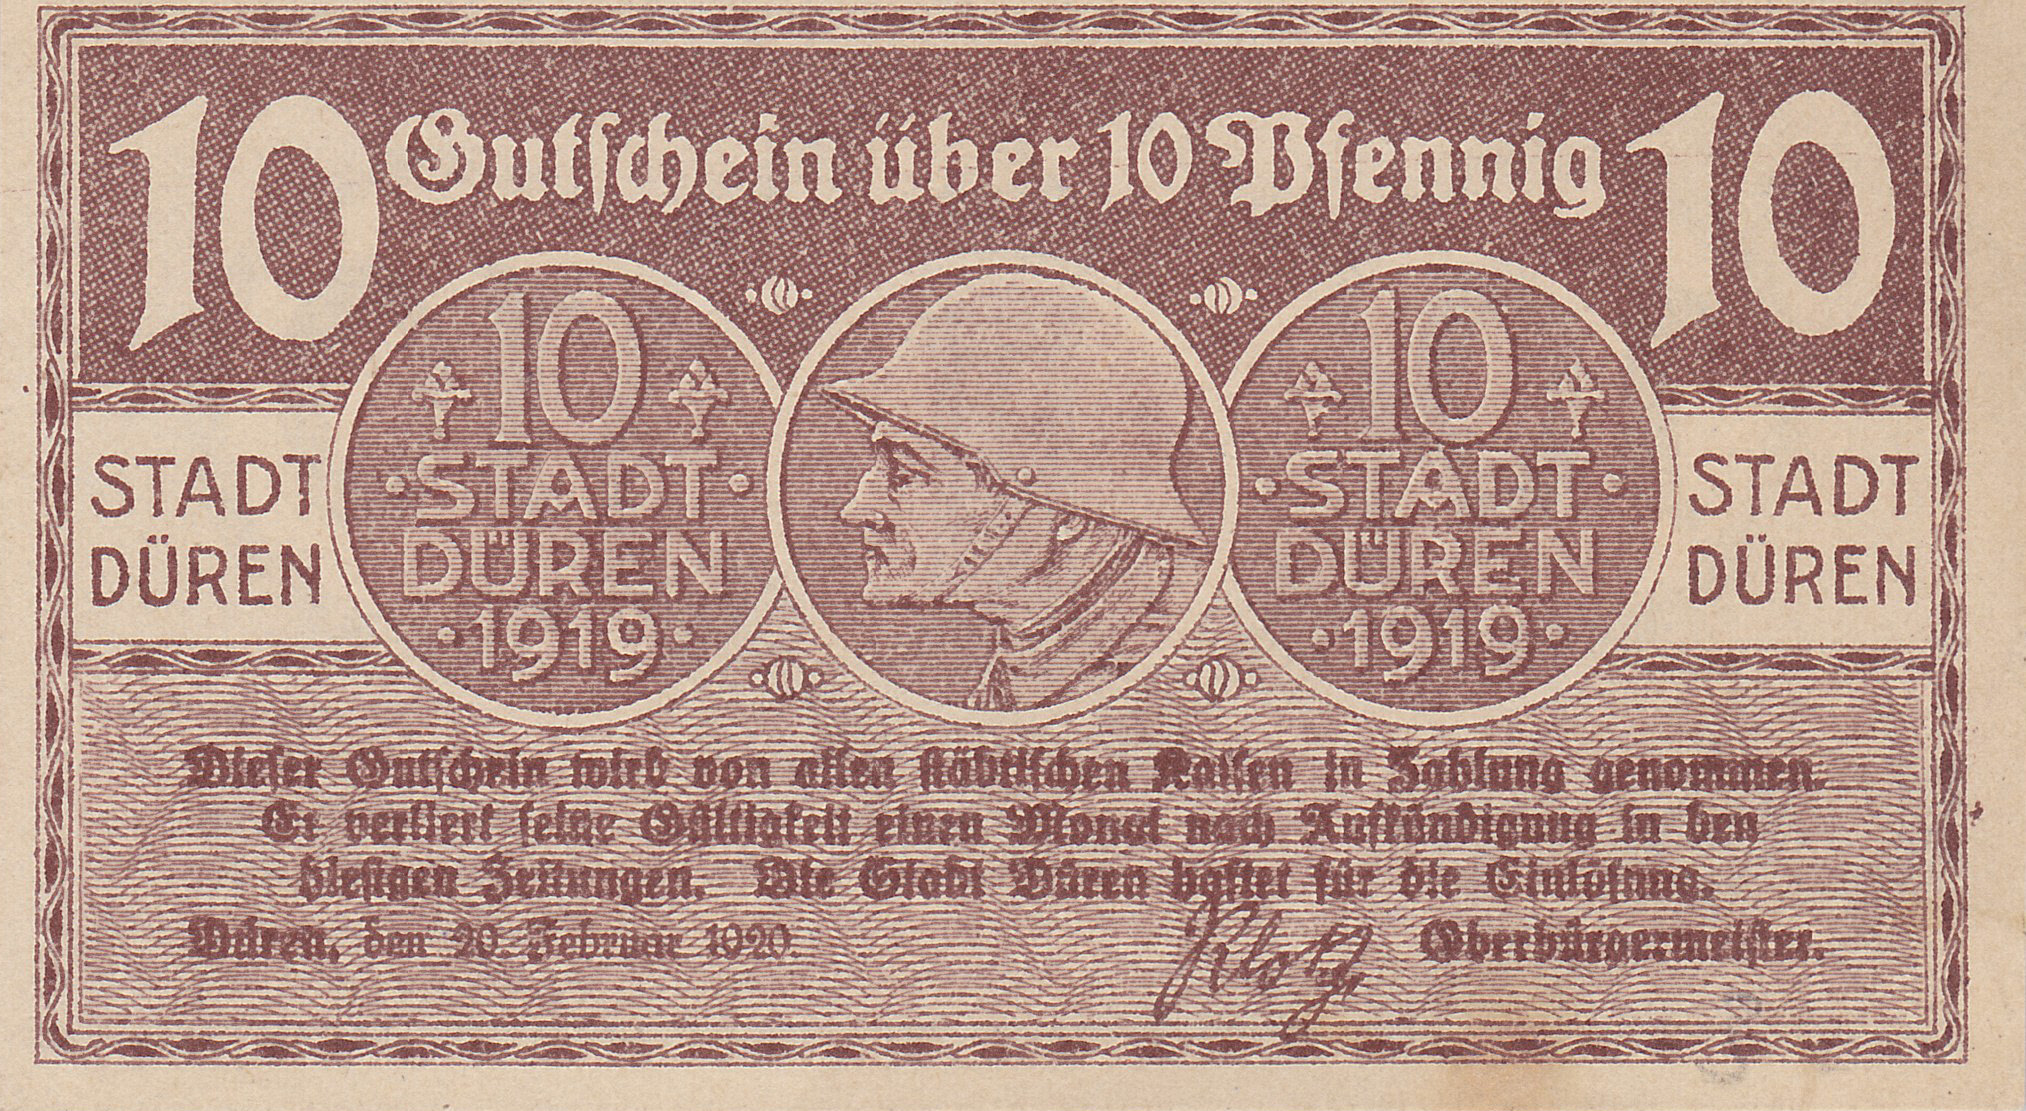 10 Gutschein über 10 Pfennig 10
10
STADT
DÜREN
· 1919 ·
10
STADT
DÜREN
· 1919 ·
STADT
DÜREN
STADT
DÜREN
Dieser Gutschein wird von allen städtischen Kassen in Zahlung genommen.
Er verliert seine Gültigkeit einen Monat nach Aufkündigung in den
hiesigen Zeitungen. Die Stadt Düren haftet für die Einlösung.
Düren, den 20. Februar 1920.
Klotz
Oberbürgermeister.